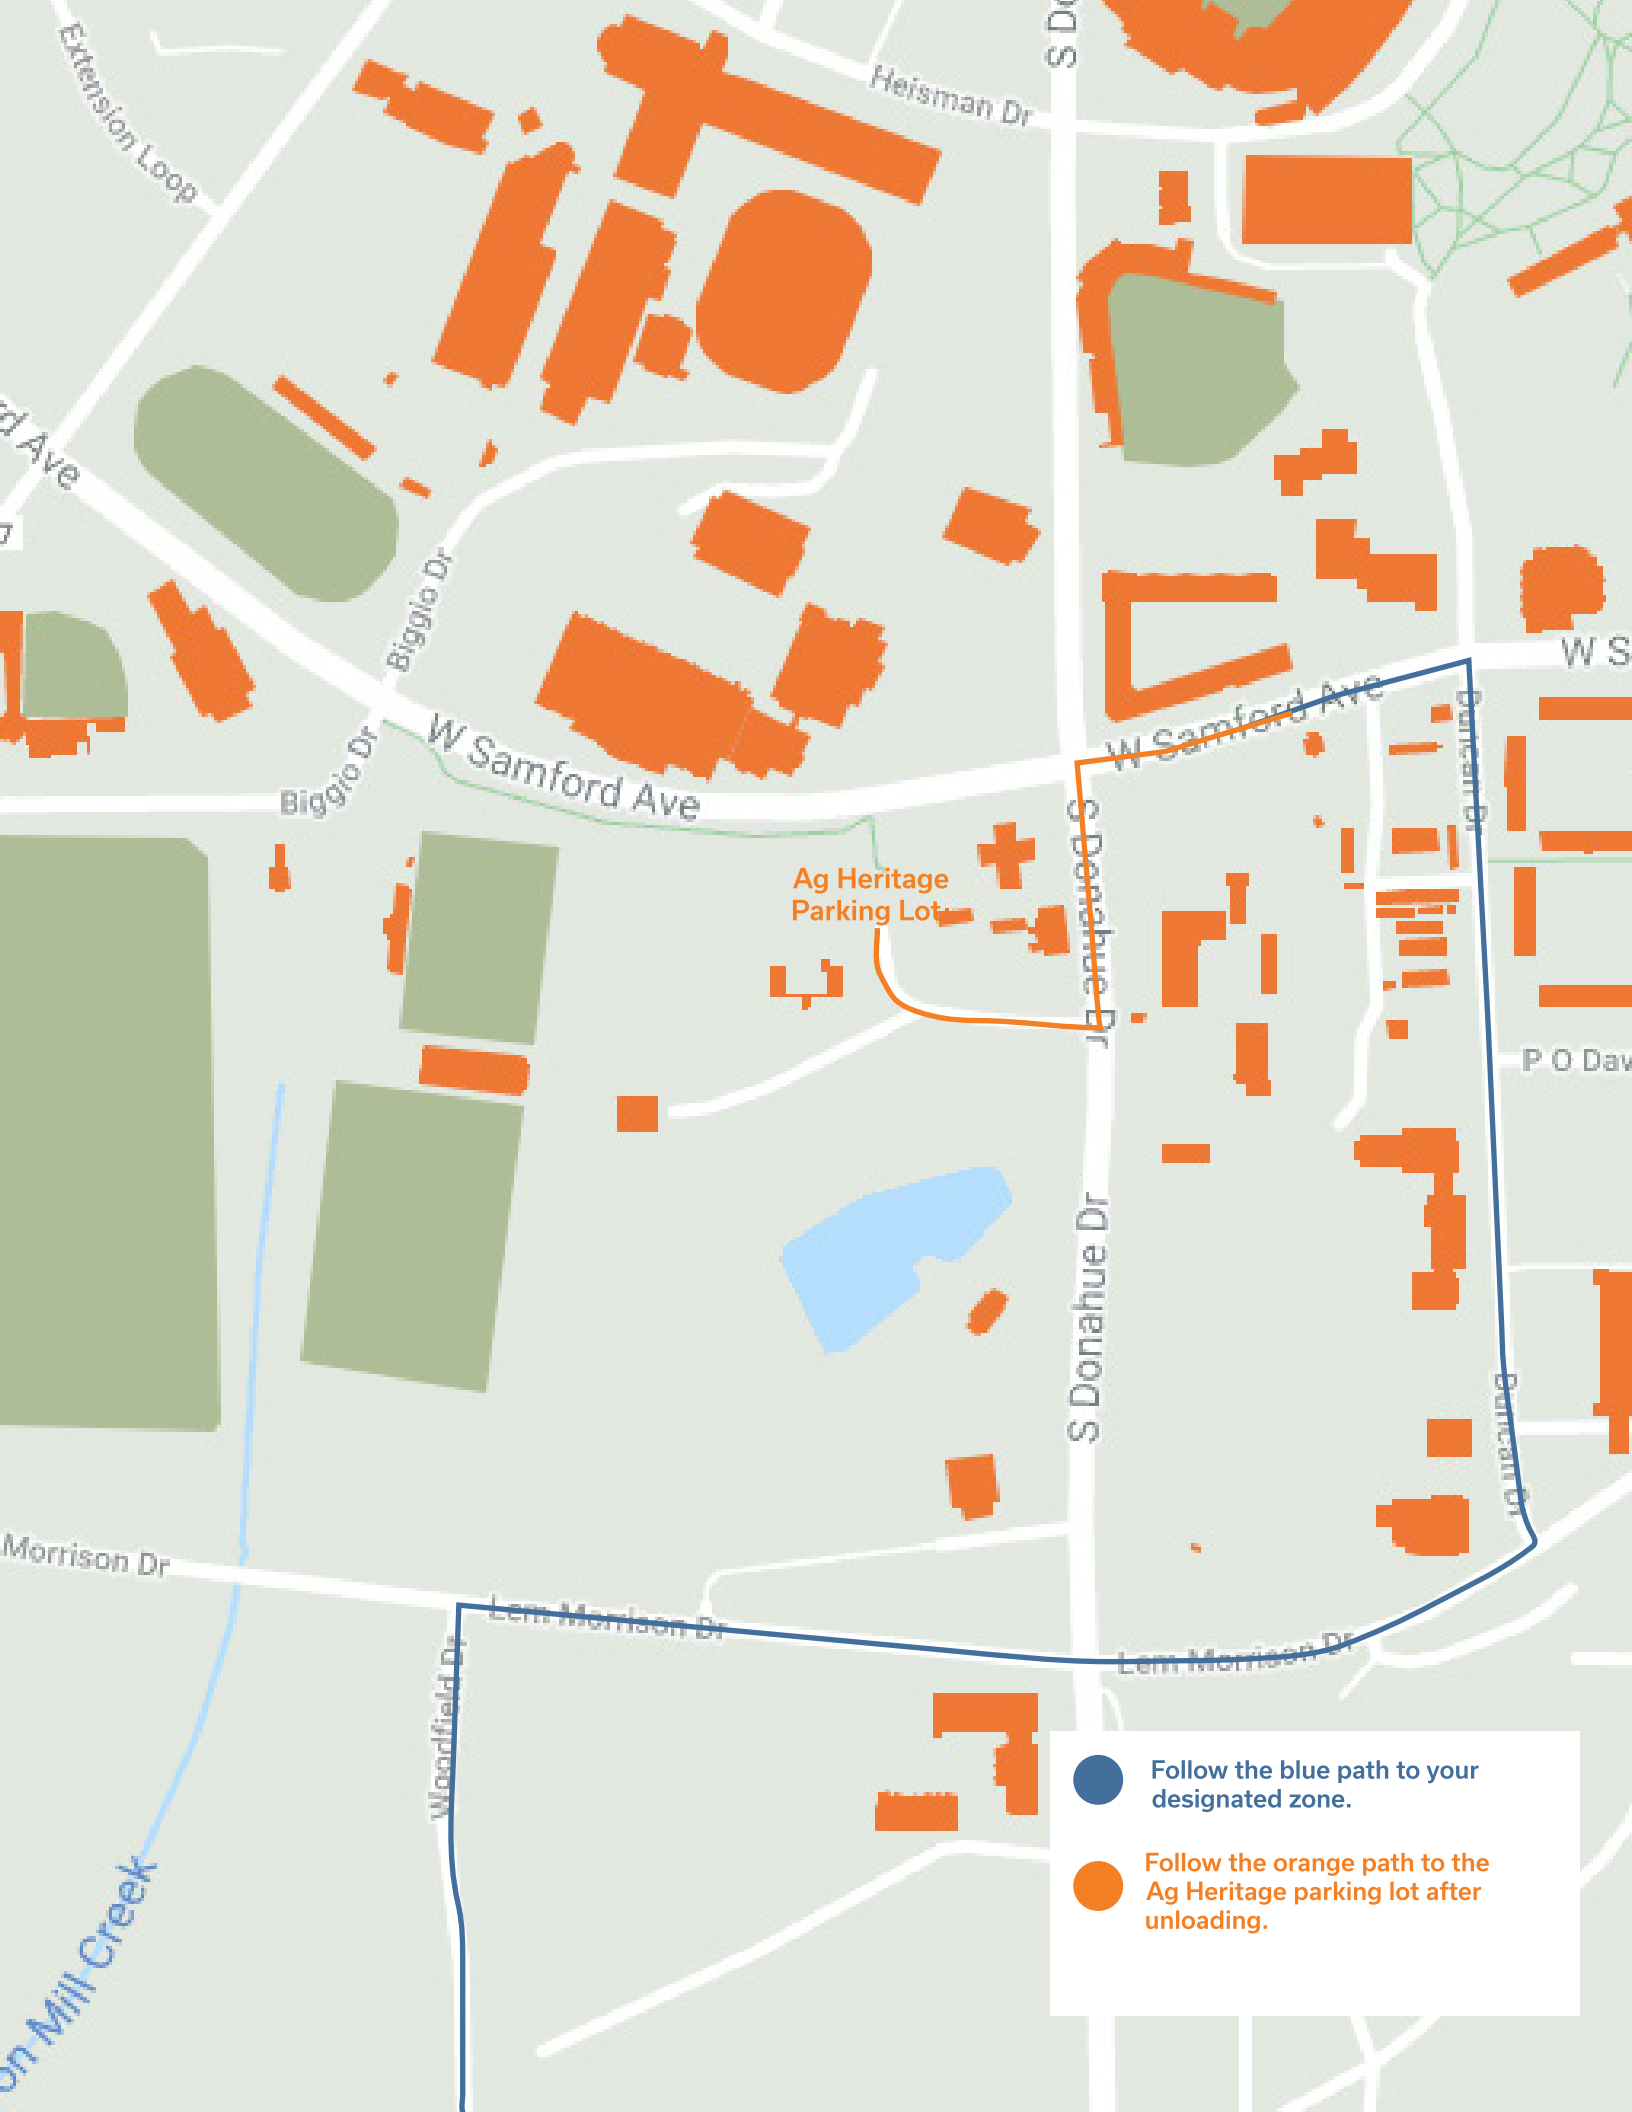 Extension Loop
Heisman Dr
S Do
rd Ave
Biggio Dr
W S
W Samford Ave
W Samford Ave
Duncan Dr
Biggio Dr
S Donahue Dr
Ag Heritage
Parking Lot
P O Dav
S Donahue Dr
Duncan Dr
Morrison Dr
Lem Morrison Dr
Lem Morrison Dr
Woodfield Dr
on Mill Creek
Follow the blue path to your
designated zone.
Follow the orange path to the
Ag Heritage parking lot after
unloading.